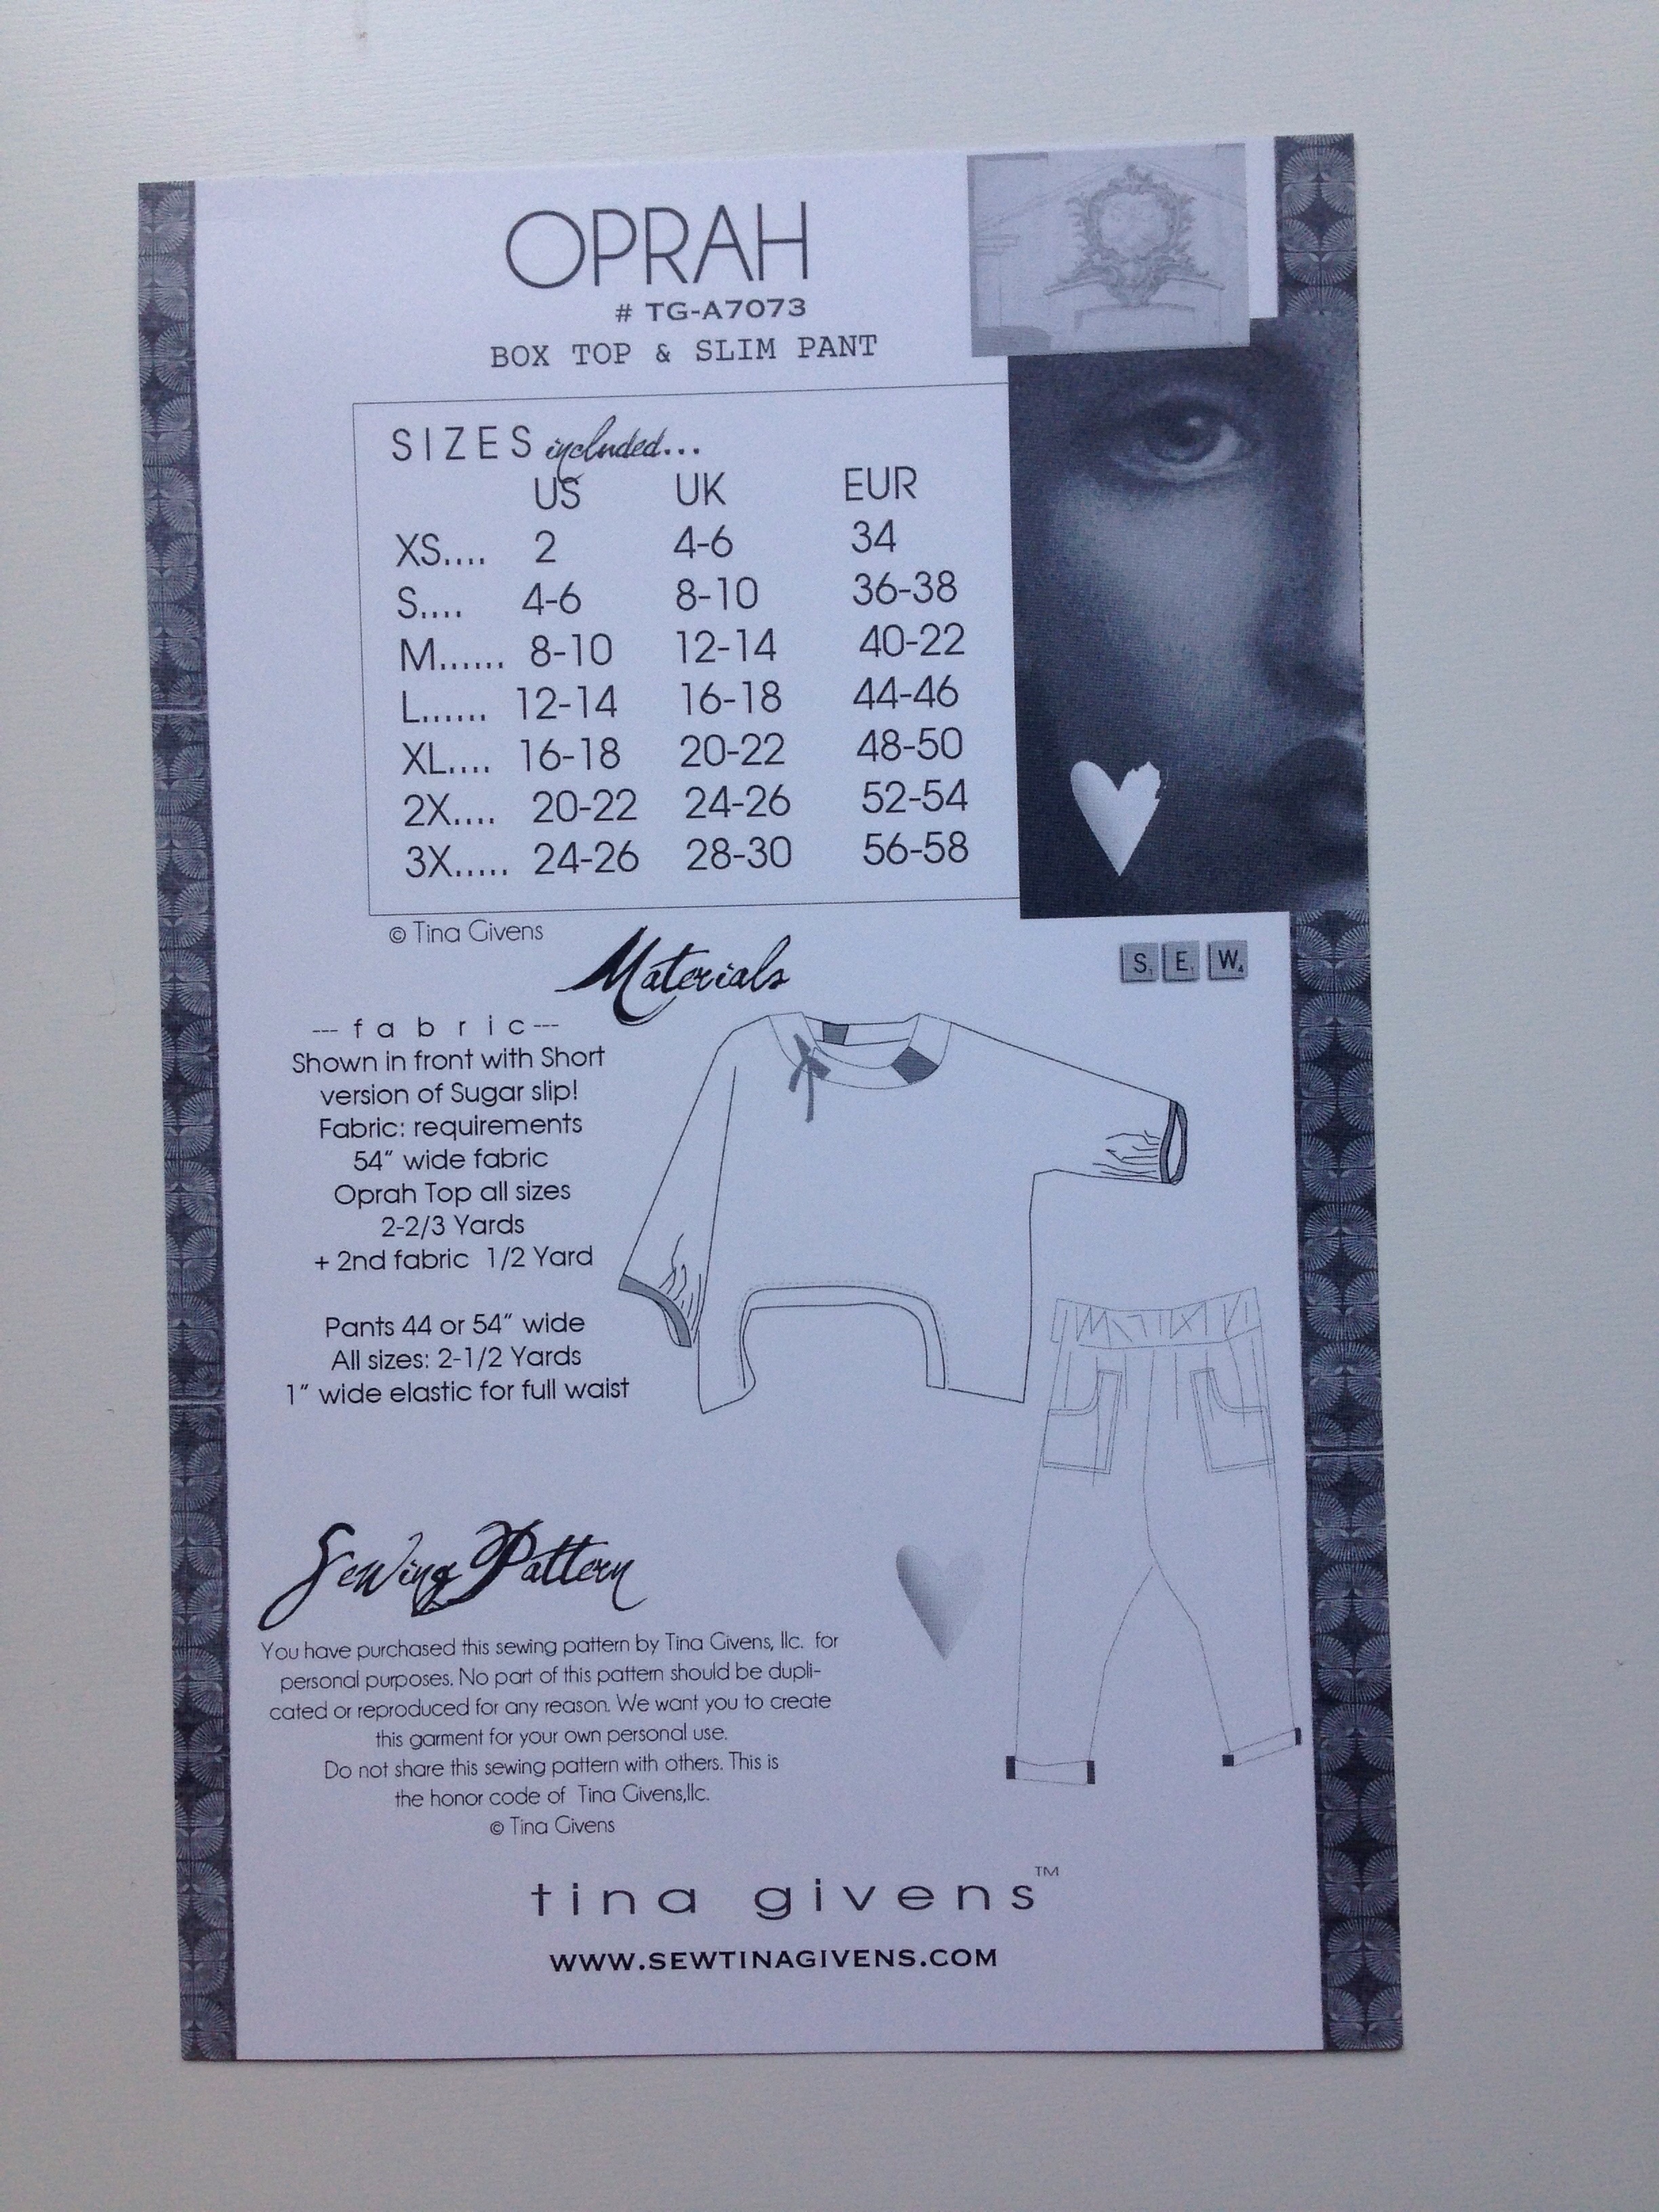 OPRAH
# TG-A7073
BOX TOP & SLIM PANT
SIZES included...
US UK EUR
XS.... 2 4-6 34
S.... 4-6 8-10 36-38
M...... 8-10 12-14 40-22
L...... 12-14 16-18 44-46
XL.... 16-18 20-22 48-50
2X.... 20-22 24-26 52-54
3X..... 24-26 28-30 56-58
© Tina Givens
Materials
S E W
--- fabric---
Shown in front with Short
version of Sugar slip!
Fabric: requirements
54" wide fabric
Oprah Top all sizes
2-2/3 Yards
+ 2nd fabric 1/2 Yard
Pants 44 or 54" wide
All sizes: 2-1/2 Yards
1" wide elastic for full waist
Sewing Pattern
You have purchased this sewing pattern by Tina Givens, llc. for
personal purposes. No part of this pattern should be dupli-
cated or reproduced for any reason. We want you to create
this garment for your own personal use.
Do not share this sewing pattern with others. This is
the honor code of Tina Givens,llc.
© Tina Givens
tina givens™
WWW.SEWTINAGIVENS.COM